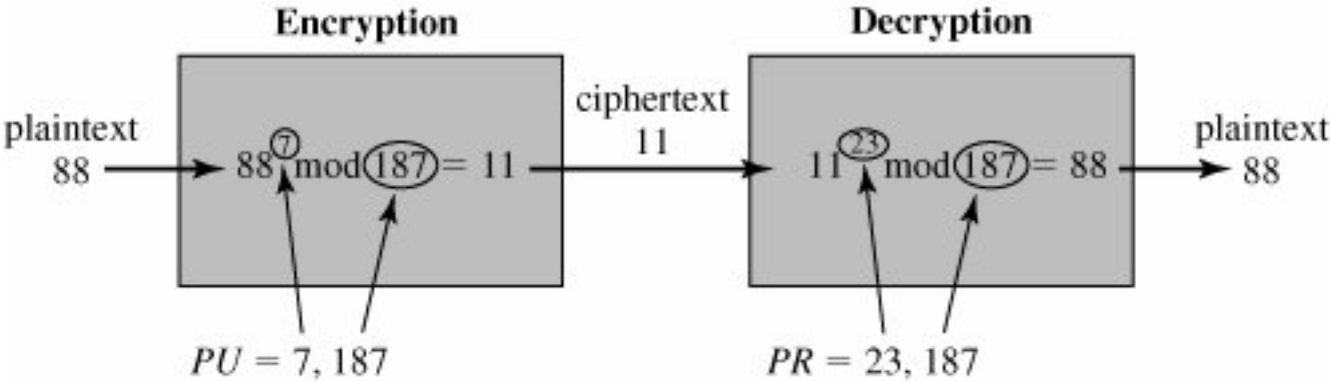 Encryption
Decryption
plaintext
88
88^7 mod 187 = 11
ciphertext
11
11^23 mod 187 = 88
plaintext
88
PU = 7, 187
PR = 23, 187